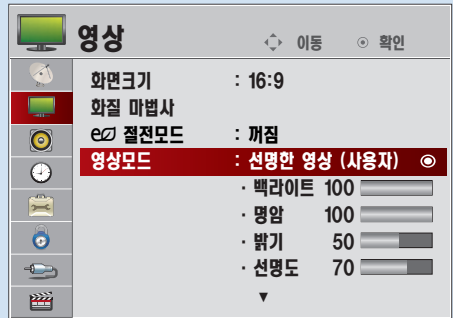 영상 이동 ⊙ 확인
화면크기 : 16:9
화질 마법사
e 절전모드 : 꺼짐
영상모드 : 선명한 영상 (사용자) ⊙
· 백라이트 100
· 명암 100
· 밝기 50
· 선명도 70
▼